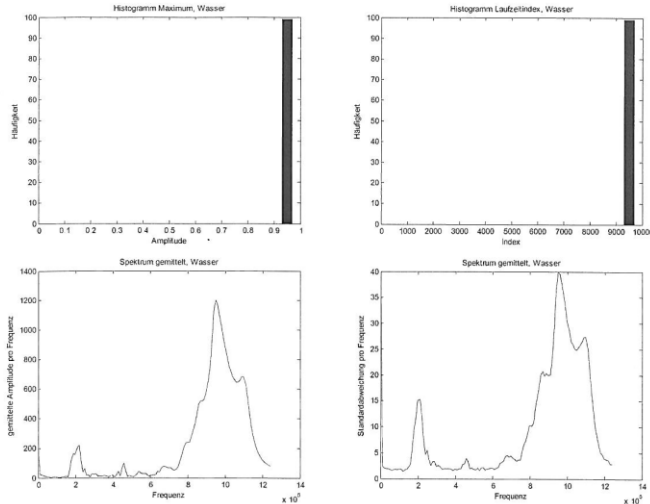 Histogramm Maximum, Wasser
Häufigkeit
100
90
80
70
60
50
40
30
20
10
0
0 0.1 0.2 0.3 0.4 0.5 0.6 0.7 0.8 0.9 1
Amplitude
Histogramm Laufzeitindex, Wasser
Häufigkeit
100
90
80
70
60
50
40
30
20
10
0
0 1000 2000 3000 4000 5000 6000 7000 8000 9000 10000
Index
Spektrum gemittelt, Wasser
gemittelte Amplitude pro Frequenz
1400
1200
1000
800
600
400
200
0
0 2 4 6 8 10 12 14
Frequenz
Spektrum gemittelt, Wasser
Standardabweichung pro Frequenz
40
35
30
25
20
15
10
5
0
0 2 4 6 8 10 12 14
Frequenz